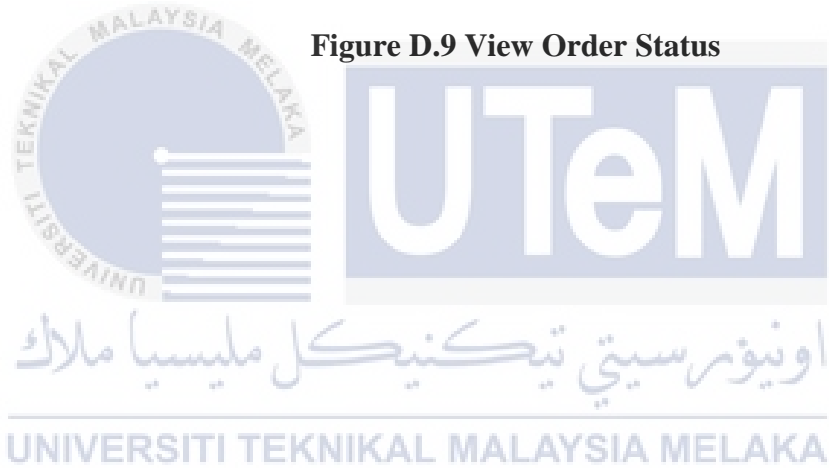 Figure D.9 View Order Status
UNIVERSITI TEKNIKAL MALAYSIA MELAKA
UTeM
اونيۏرسيتي تيكنيكل مليسيا ملاك
UNIVERSITI TEKNIKAL MALAYSIA MELAKA